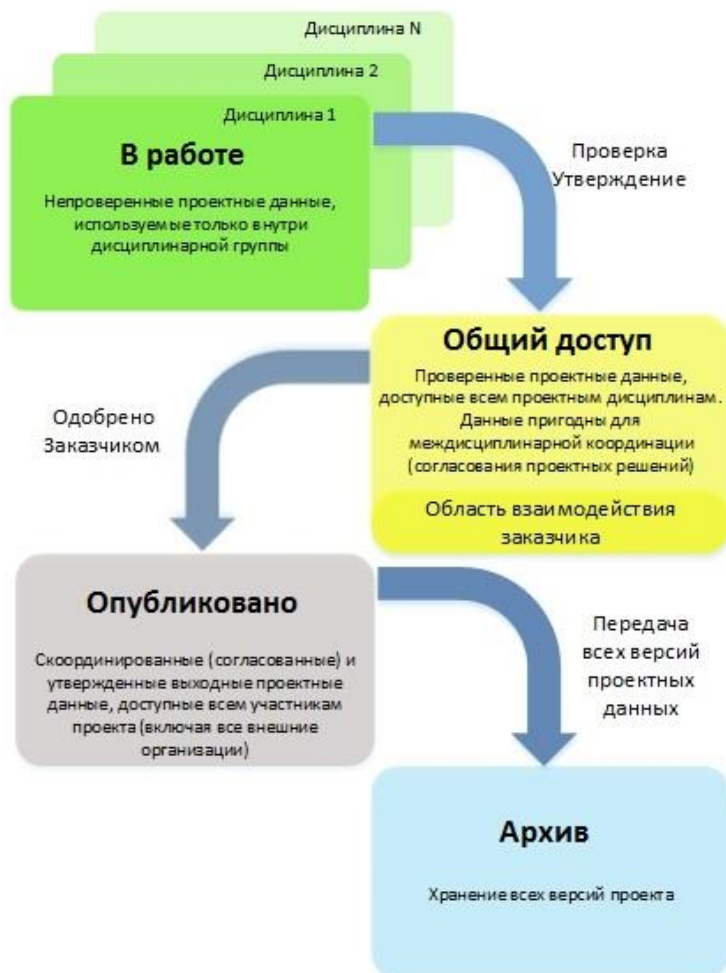 Дисциплина N
Дисциплина 2
Дисциплина 1
В работе
Непроверенные проектные данные,
используемые только внутри
дисциплинарной группы
Проверка
Утверждение
Общий доступ
Проверенные проектные данные,
доступные всем проектным дисциплинам.
Данные пригодны для
междисциплинарной координации
(согласования проектных решений)
Область взаимодействия
заказчика
Одобрено
Заказчиком
Опубликовано
Скоординированные (согласованные) и
утвержденные выходные проектные
данные, доступные всем участникам
проекта (включая все внешние
организации)
Передача
всех версий
проектных
данных
Архив
Хранение всех версий проекта